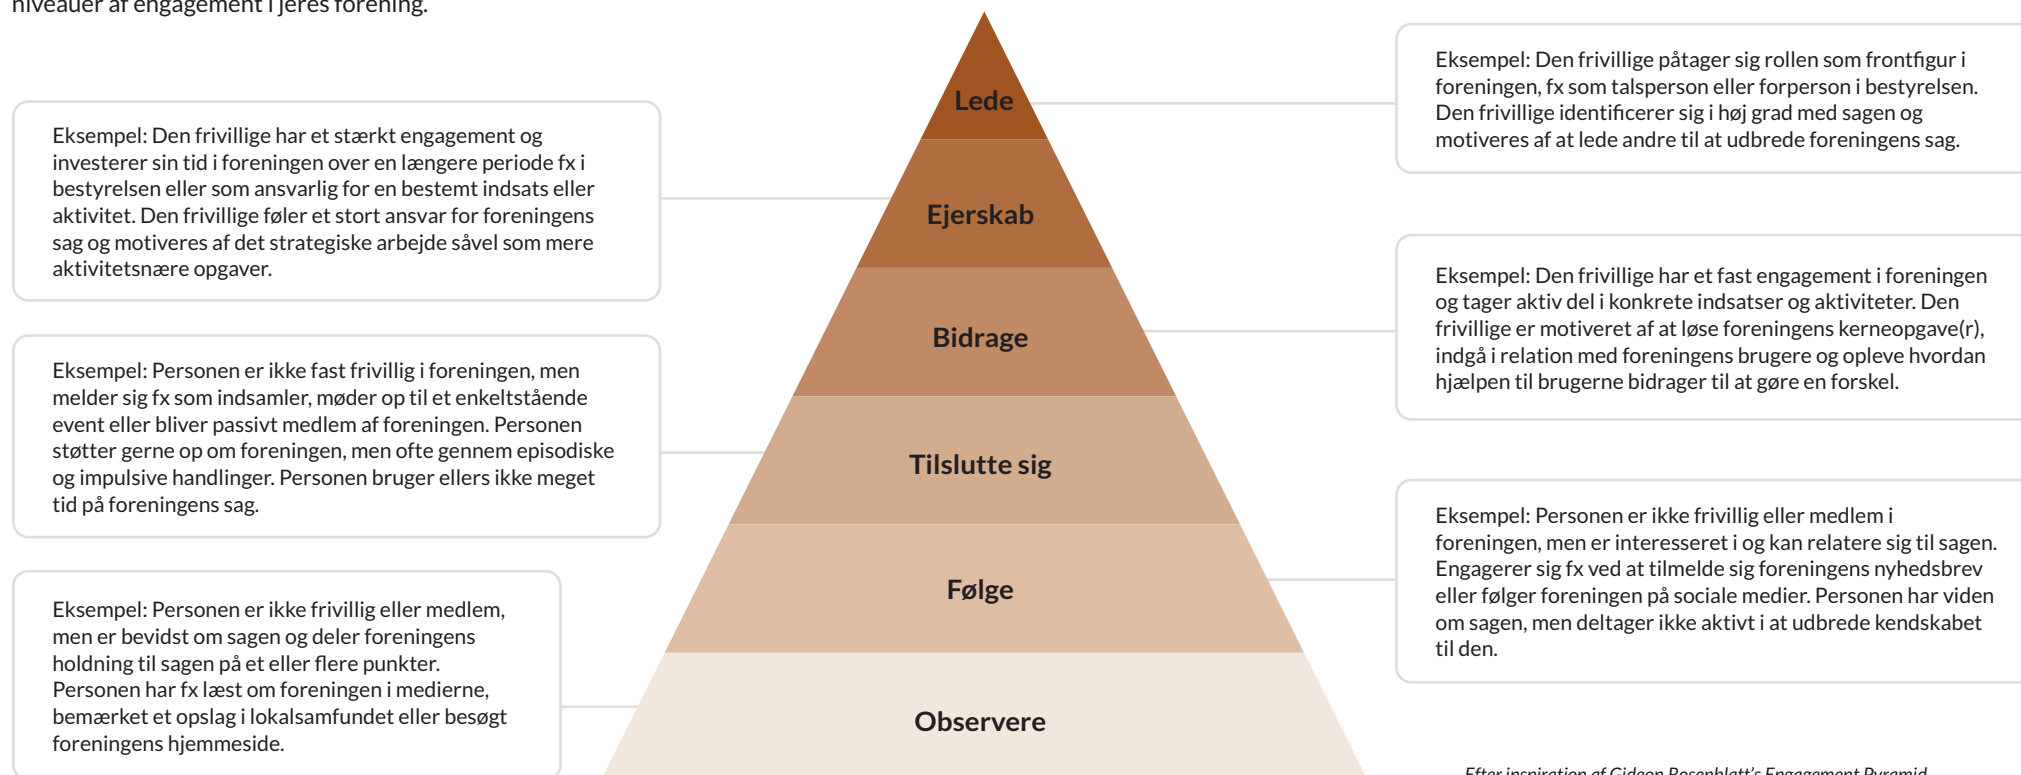 niveauer af engagement i jeres forening.
Lede
Eksempel: Den frivillige påtager sig rollen som frontfigur i
foreningen, fx som talsperson eller forperson i bestyrelsen.
Den frivillige identificerer sig i høj grad med sagen og
motiveres af at lede andre til at udbrede foreningens sag.
Eksempel: Den frivillige har et stærkt engagement og
investerer sin tid i foreningen over en længere periode fx i
bestyrelsen eller som ansvarlig for en bestemt indsats eller
aktivitet. Den frivillige føler et stort ansvar for foreningens
sag og motiveres af det strategiske arbejde såvel som mere
aktivitetsnære opgaver.
Ejerskab
Bidrage
Eksempel: Den frivillige har et fast engagement i foreningen
og tager aktiv del i konkrete indsatser og aktiviteter. Den
frivillige er motiveret af at løse foreningens kerneopgave(r),
indgå i relation med foreningens brugere og opleve hvordan
hjælpen til brugerne bidrager til at gøre en forskel.
Eksempel: Personen er ikke fast frivillig i foreningen, men
melder sig fx som indsamler, møder op til et enkeltstående
event eller bliver passivt medlem af foreningen. Personen
støtter gerne op om foreningen, men ofte gennem episodiske
og impulsive handlinger. Personen bruger ellers ikke meget
tid på foreningens sag.
Tilslutte sig
Følge
Eksempel: Personen er ikke frivillig eller medlem i
foreningen, men er interesseret i og kan relatere sig til sagen.
Engagerer sig fx ved at tilmelde sig foreningens nyhedsbrev
eller følger foreningen på sociale medier. Personen har viden
om sagen, men deltager ikke aktivt i at udbrede kendskabet
til den.
Eksempel: Personen er ikke frivillig eller medlem,
men er bevidst om sagen og deler foreningens
holdning til sagen på et eller flere punkter.
Personen har fx læst om foreningen i medierne,
bemærket et opslag i lokalsamfundet eller besøgt
foreningens hjemmeside.
Observere
Efter inspiration af Gideon Rosenblatt's Engagement Pyramid